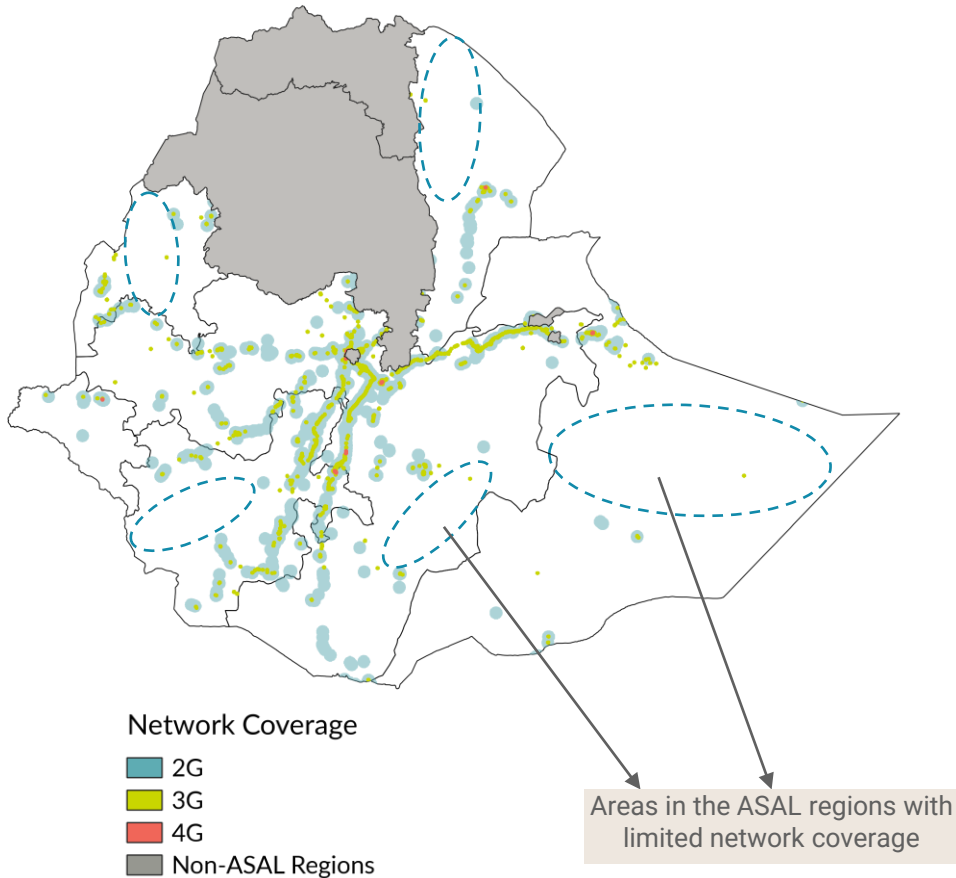 Network Coverage
2G
3G
4G
Non-ASAL Regions
Areas in the ASAL regions with
limited network coverage